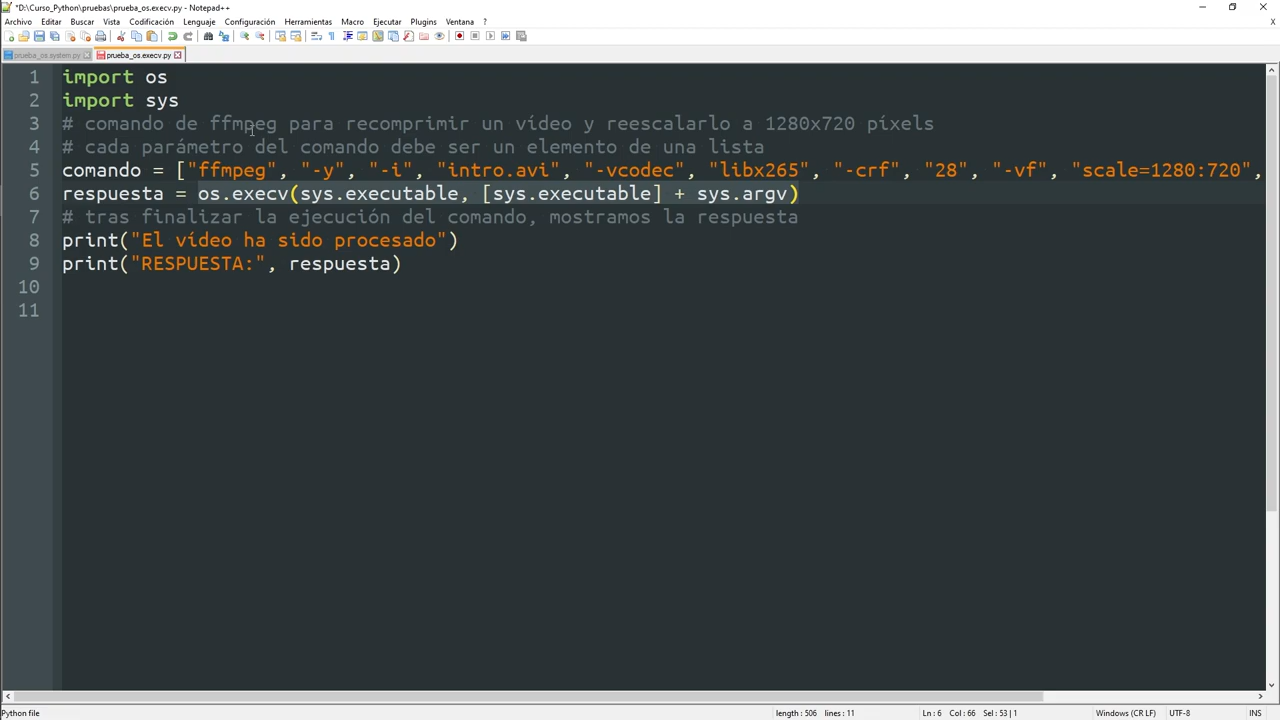 *D:\Curso_Python\pruebas\prueba_os.execv.py - Notepad++
Archivo Editar Buscar Vista Codificación Lenguaje Configuración Herramientas Macro Ejecutar Plugins Ventana ?
prueba_os.system.py prueba_os.execv.py
1 import os
2 import sys
3 # comando de ffmpeg para recomprimir un vídeo y reescalarlo a 1280x720 píxels
4 # cada parámetro del comando debe ser un elemento de una lista
5 comando = ["ffmpeg", "-y", "-i", "intro.avi", "-vcodec", "libx265", "-crf", "28", "-vf", "scale=1280:720",
6 respuesta = os.execv(sys.executable, [sys.executable] + sys.argv)
7 # tras finalizar la ejecución del comando, mostramos la respuesta
8 print("El vídeo ha sido procesado")
9 print("RESPUESTA:", respuesta)
10
11
Python file length : 506 lines : 11 Ln : 6 Col : 66 Sel : 53 | 1 Windows (CR LF) UTF-8 INS